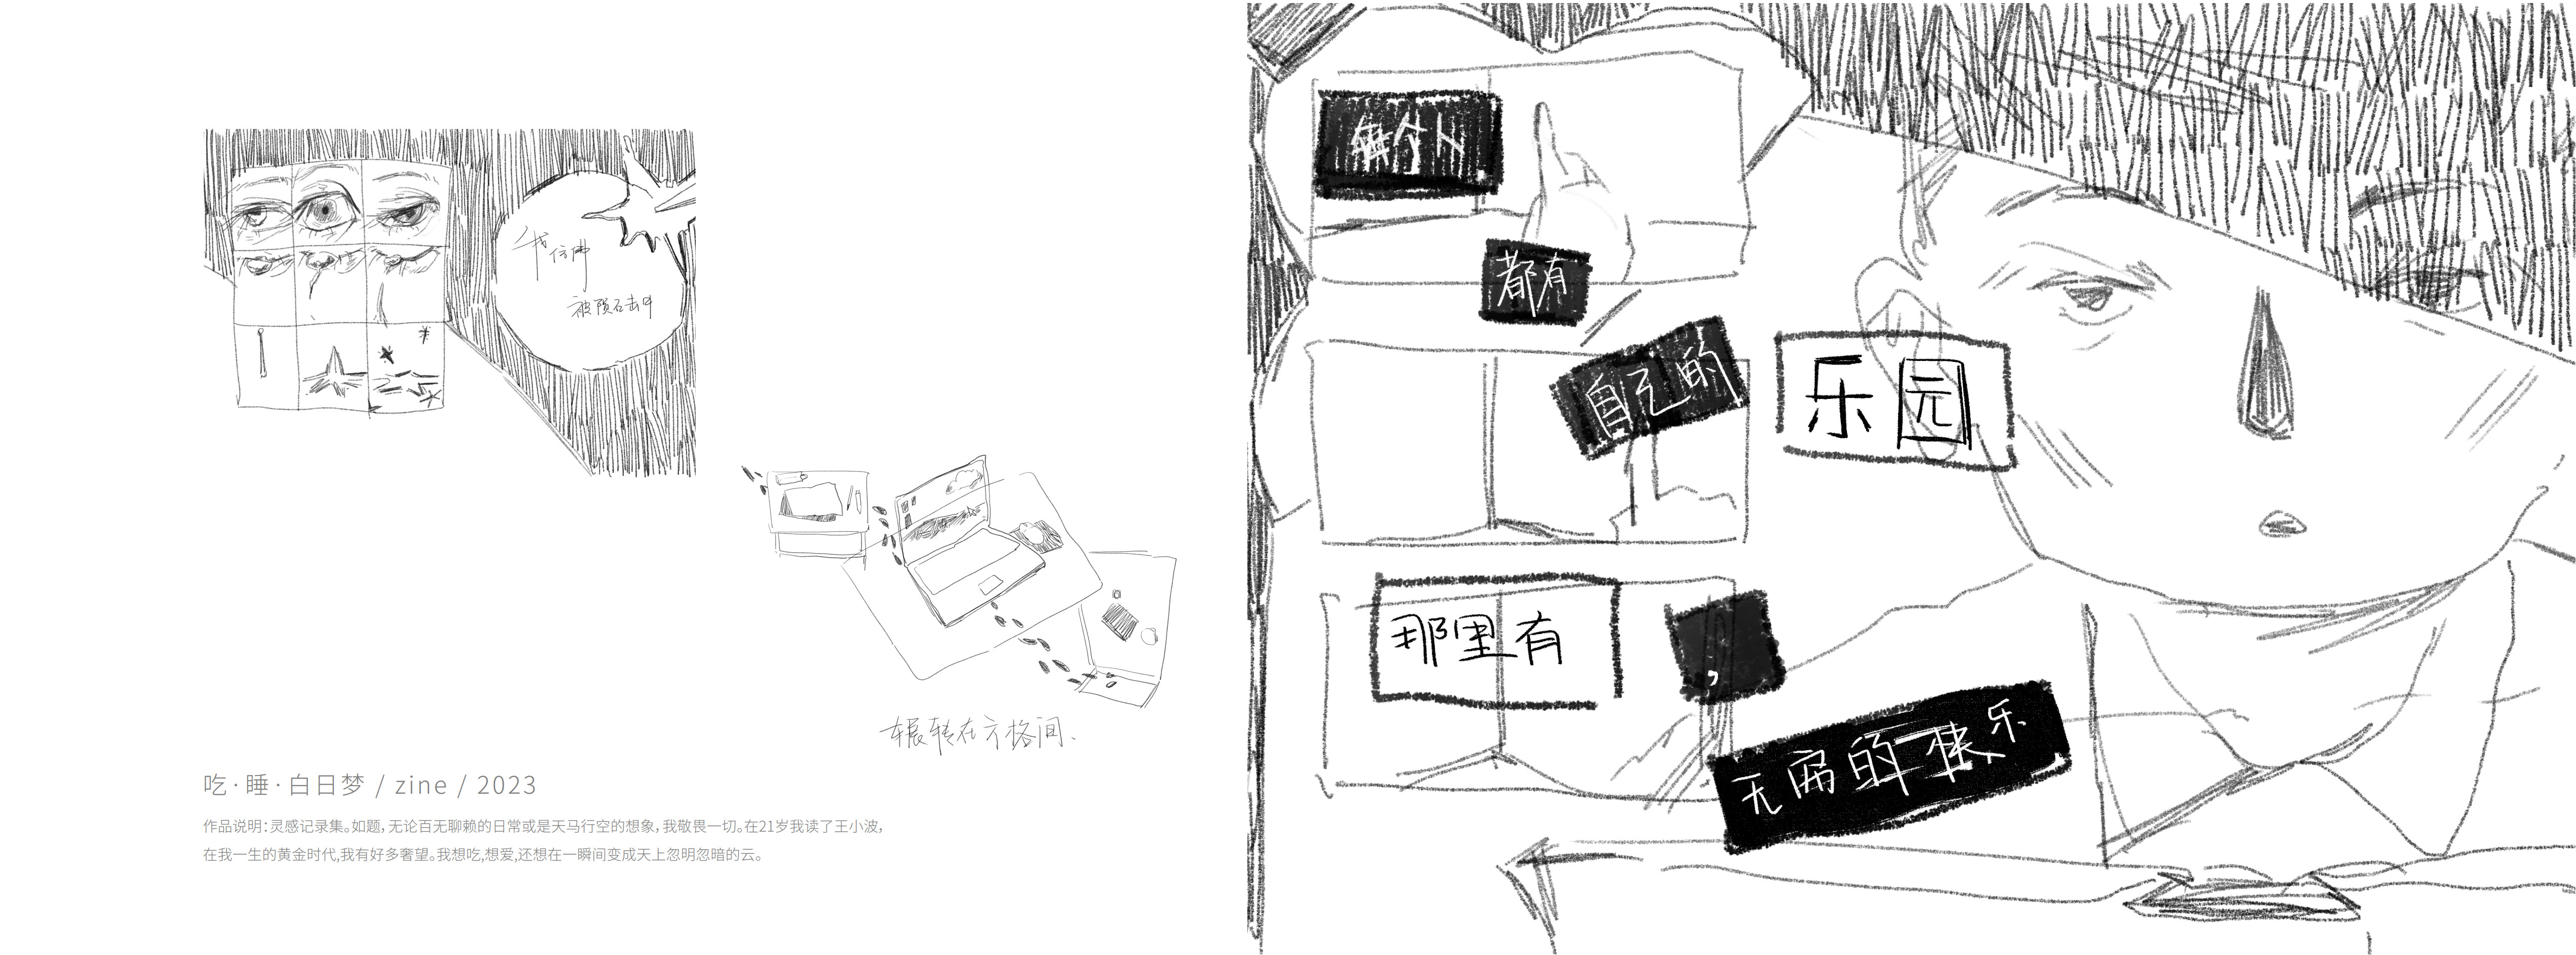 我信佛
被陨石击中
辗转在方格间、
吃·睡·白日梦 / zine / 2023
作品说明：灵感记录集。如题，无论百无聊赖的日常或是天马行空的想象，我敬畏一切。在21岁我读了王小波，
在我一生的黄金时代，我有好多奢望。我想吃，想爱，还想在一瞬间变成天上忽明忽暗的云。
每个人
都有
自己的
乐园
那里有
，
无穷的快乐